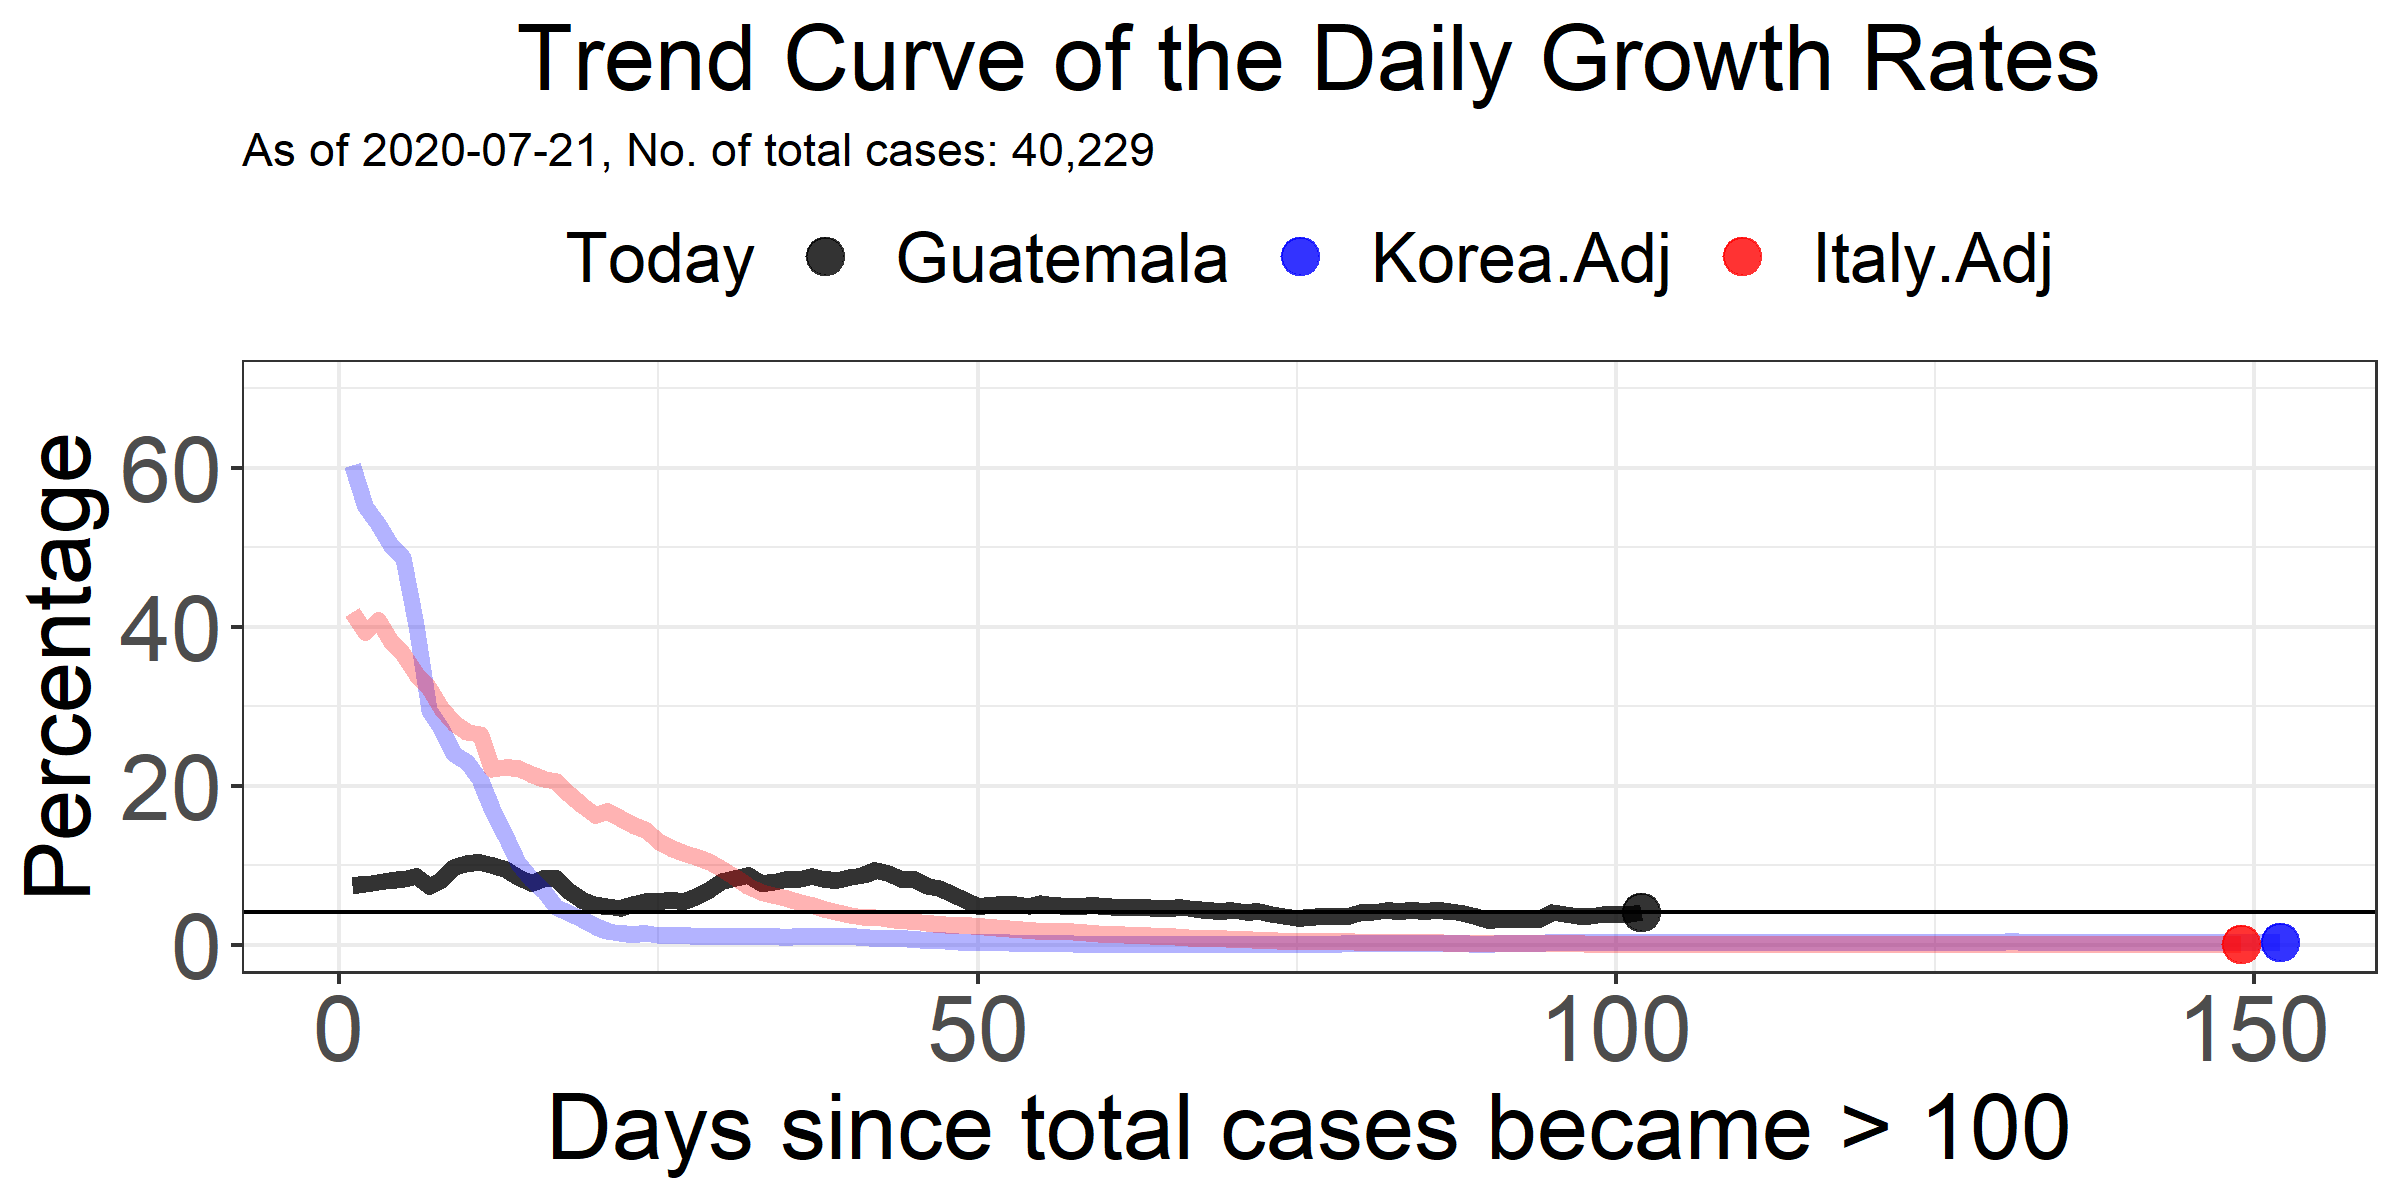 Trend Curve of the Daily Growth Rates
As of 2020-07-21, No. of total cases: 40,229
Today Guatemala Korea.Adj Italy.Adj
Percentage
60
40
20
0
0 50 100 150
Days since total cases became > 100